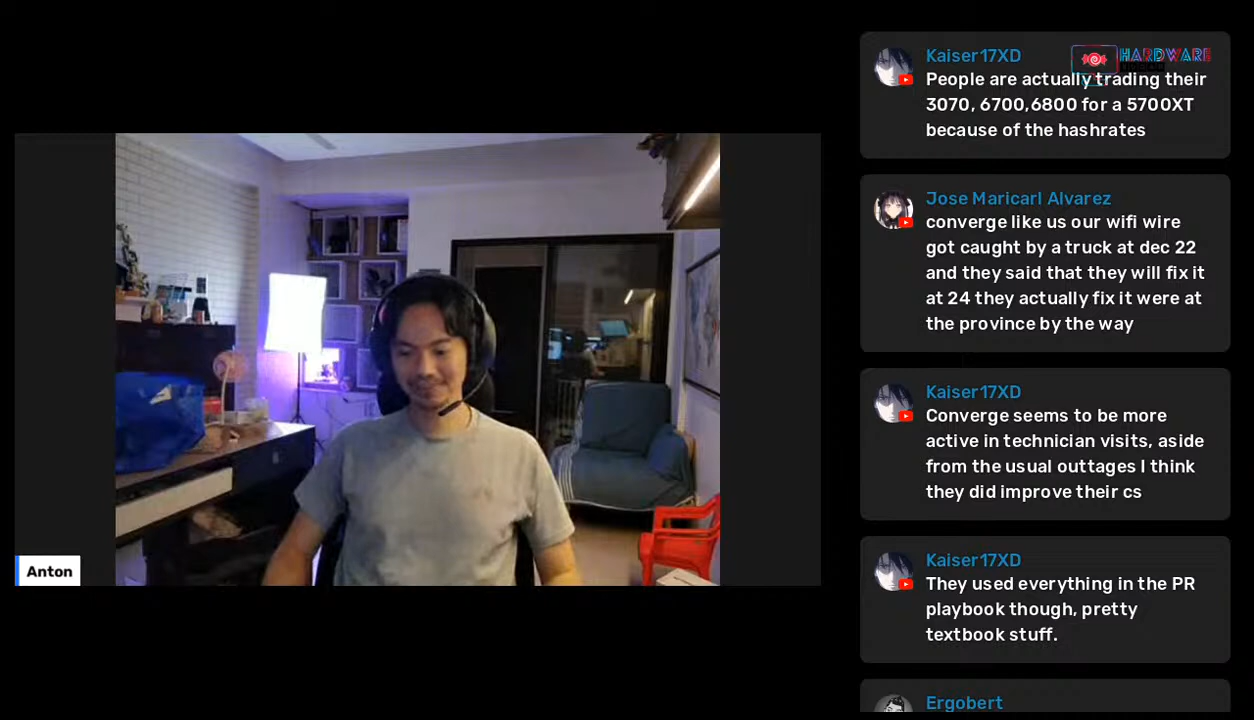 Kaiser17XD
HARDWARE
People are actually trading their
3070, 6700,6800 for a 5700XT
because of the hashrates
Jose Maricarl Alvarez
converge like us our wifi wire
got caught by a truck at dec 22
and they said that they will fix it
at 24 they actually fix it were at
the province by the way
Kaiser17XD
Converge seems to be more
active in technician visits, aside
from the usual outtages I think
they did improve their cs
Anton
Kaiser17XD
They used everything in the PR
playbook though, pretty
textbook stuff.
Ergobert